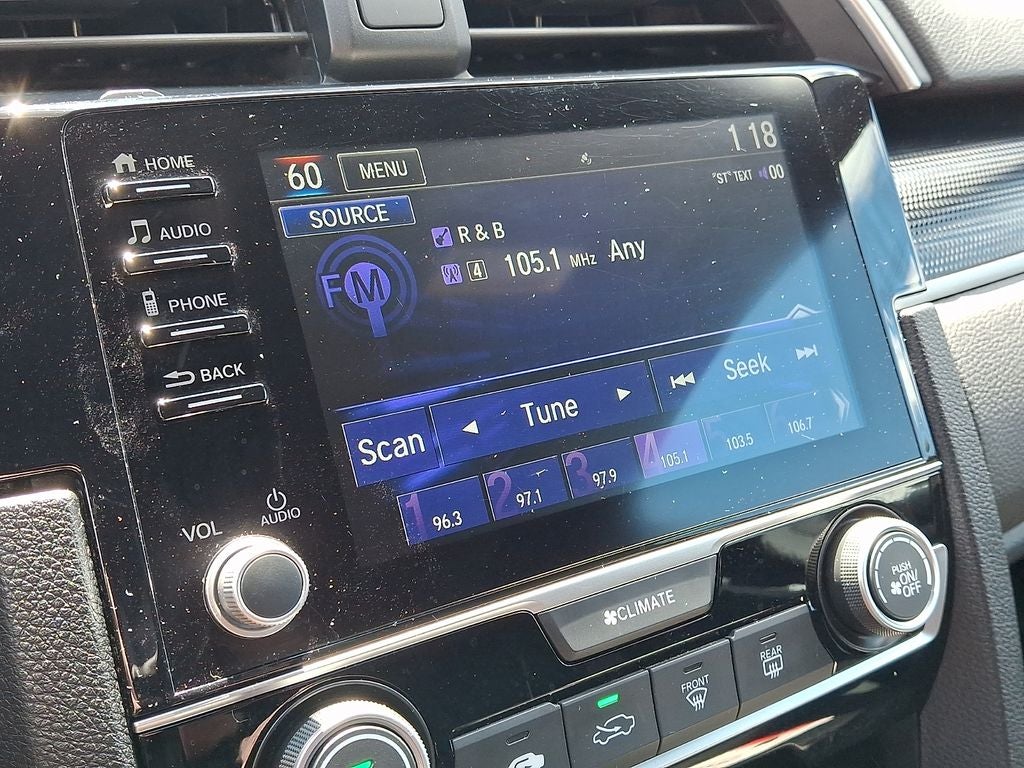 HOME
AUDIO
PHONE
BACK
VOL
AUDIO
60 MENU 1 18
"ST" TEXT 00
SOURCE
R & B
FM
4 105.1 MHz Any
Scan Tune Seek
1 96.3 2 97.1 3 97.9 4 105.1 5 103.5 6 106.7
CLIMATE
PUSH
ON/
OFF
FRONT
REAR